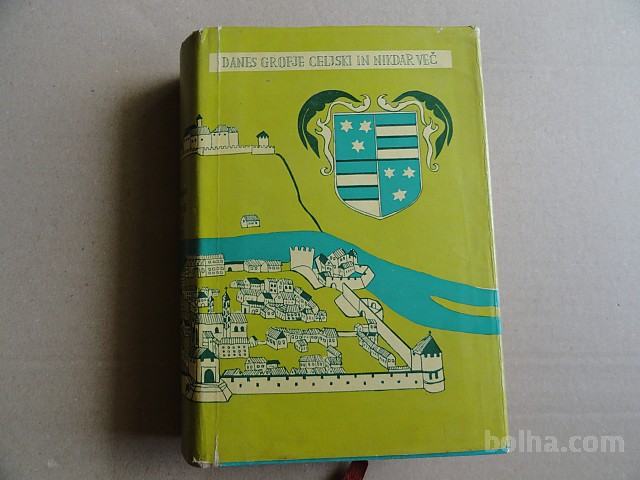 DANES GROFJE CELJSKI IN NIKDAR VEČ
bolha.com